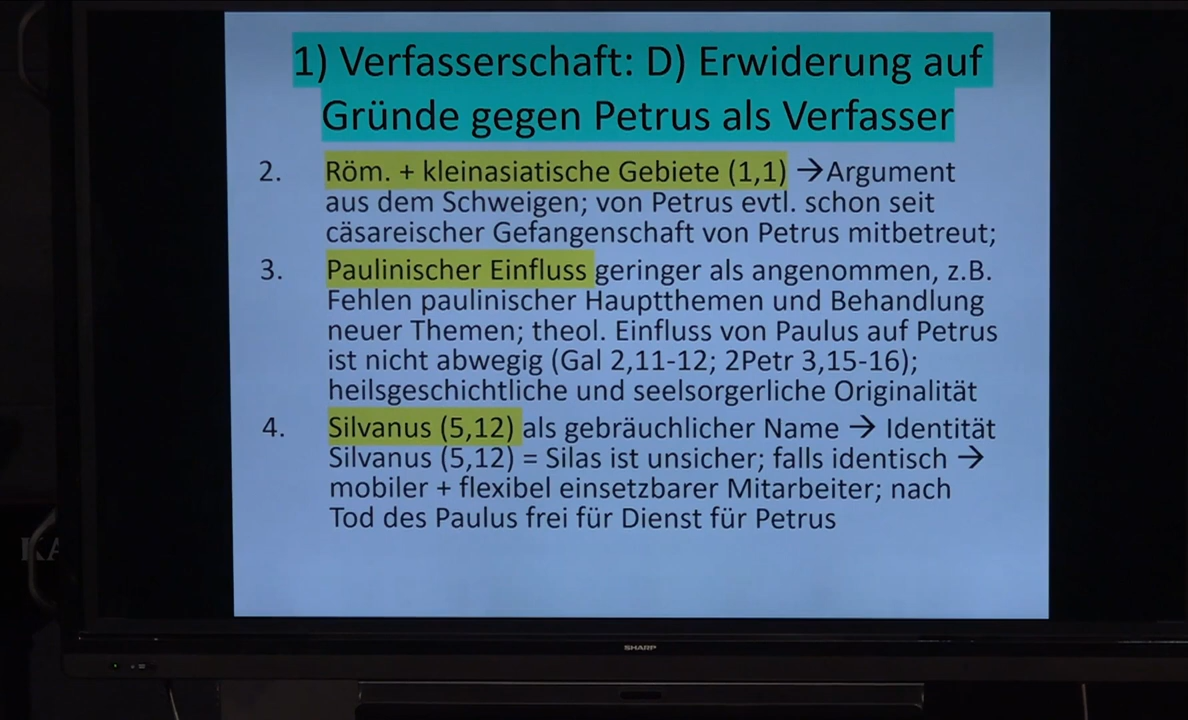 1) Verfasserschaft: D) Erwiderung auf
Gründe gegen Petrus als Verfasser
2. Röm. + kleinasiatische Gebiete (1,1) →Argument
aus dem Schweigen; von Petrus evtl. schon seit
cäsareischer Gefangenschaft von Petrus mitbetreut;
3. Paulinischer Einfluss geringer als angenommen, z.B.
Fehlen paulinischer Hauptthemen und Behandlung
neuer Themen; theol. Einfluss von Paulus auf Petrus
ist nicht abwegig (Gal 2,11-12; 2Petr 3,15-16);
heilsgeschichtliche und seelsorgerliche Originalität
4. Silvanus (5,12) als gebräuchlicher Name → Identität
Silvanus (5,12) = Silas ist unsicher; falls identisch →
mobiler + flexibel einsetzbarer Mitarbeiter; nach
Tod des Paulus frei für Dienst für Petrus
KA
SHARP